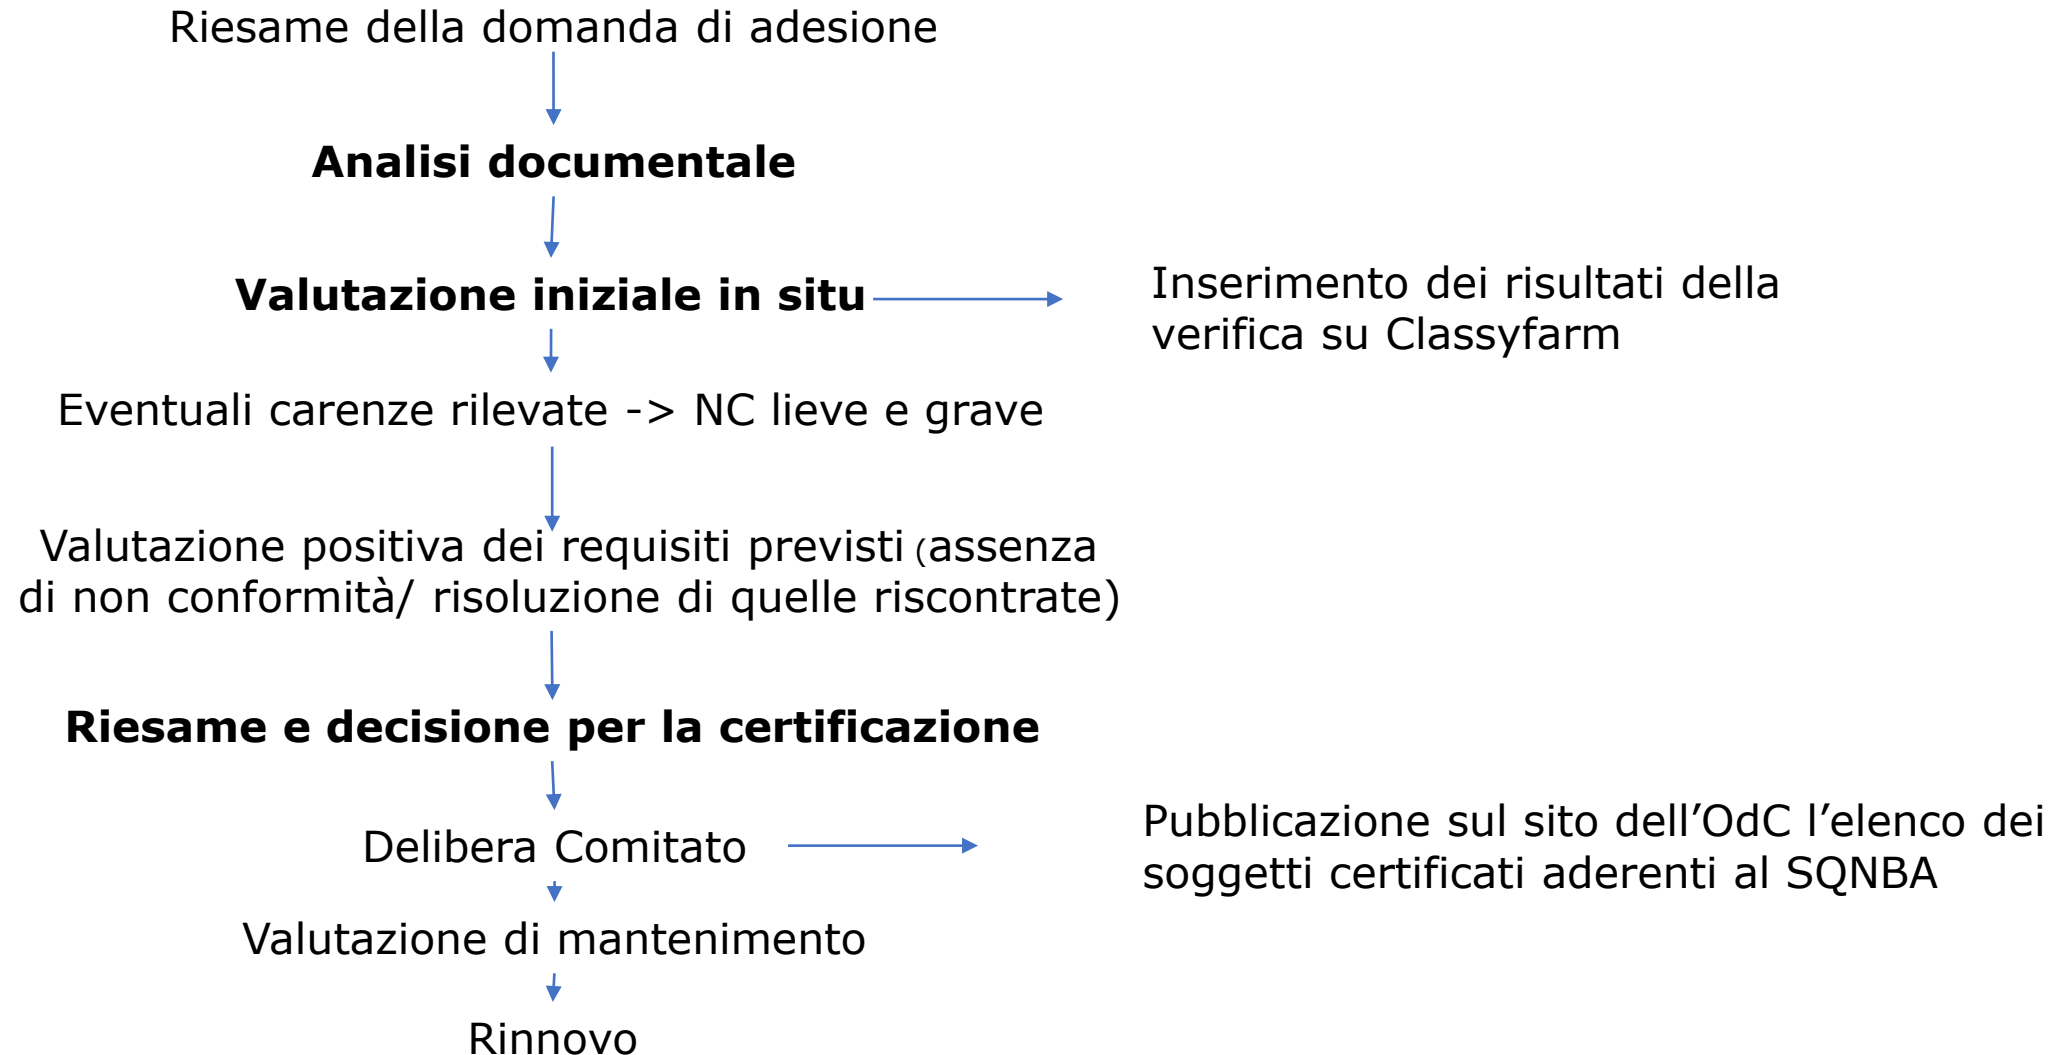 Riesame della domanda di adesione
Analisi documentale
Valutazione iniziale in situ
Inserimento dei risultati della
verifica su Classyfarm
Eventuali carenze rilevate -> NC lieve e grave
Valutazione positiva dei requisiti previsti (assenza
di non conformità/ risoluzione di quelle riscontrate)
Riesame e decisione per la certificazione
Delibera Comitato
Pubblicazione sul sito dell’OdC l’elenco dei
soggetti certificati aderenti al SQNBA
Valutazione di mantenimento
Rinnovo